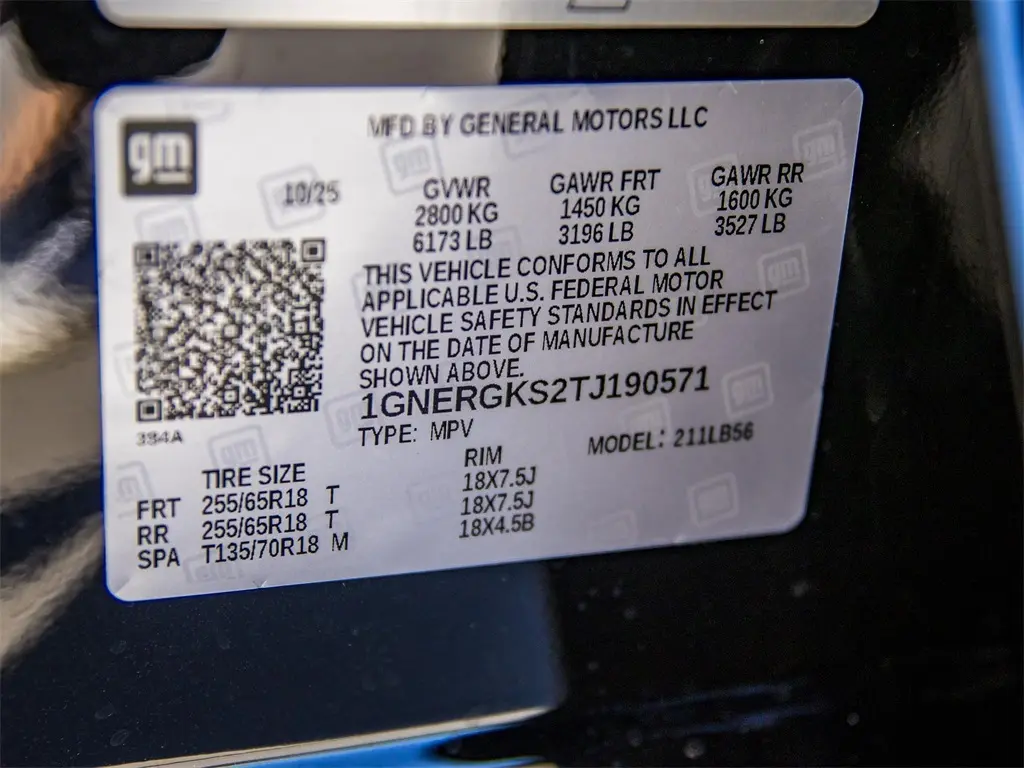 gm
MFD BY GENERAL MOTORS LLC
10/25
GVWR GAWR FRT GAWR RR
2800 KG 1450 KG 1600 KG
6173 LB 3196 LB 3527 LB
THIS VEHICLE CONFORMS TO ALL
APPLICABLE U.S. FEDERAL MOTOR
VEHICLE SAFETY STANDARDS IN EFFECT
ON THE DATE OF MANUFACTURE
SHOWN ABOVE.
1GNERGKS2TJ190571
394A
TYPE: MPV MODEL: 211LB56
TIRE SIZE RIM
FRT 255/65R18 T 18X7.5J
RR 255/65R18 T 18X7.5J
SPA T135/70R18 M 18X4.5B